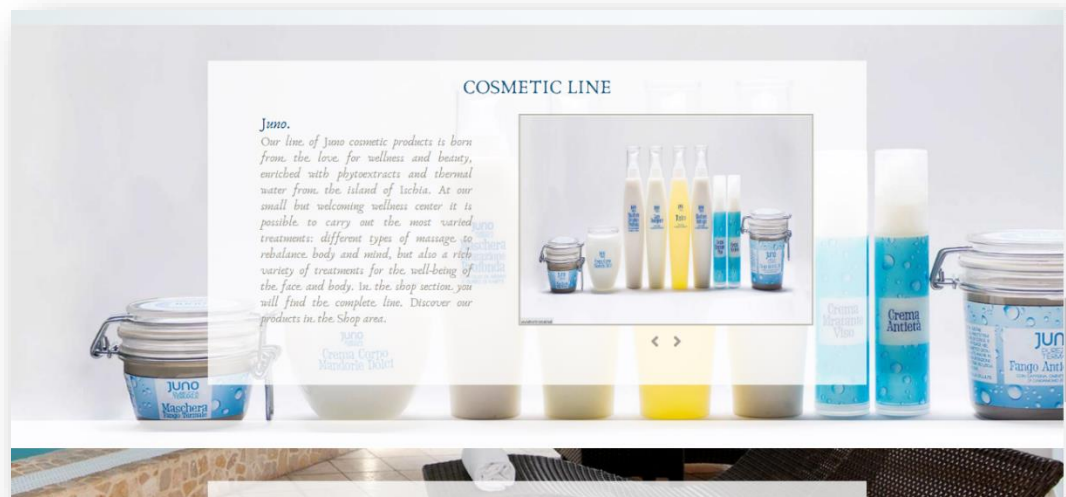 COSMETIC LINE
Juno.
Our line of Juno cosmetic products is born
from the love for wellness and beauty,
enriched with phytoextracts and thermal
water from the island of Ischia. At our
small but welcoming wellness center it is
possible to carry out the most varied
treatments: different types of massage to
rebalance body and mind, but also a rich
variety of treatments for the well-being of
the face and body. In the shop section you
will find the complete line. Discover our
products in the Shop area.
JUNO
Maschera
Fango Termale
JUNO
Crema Corpo
Mandorle Dolci
JUNO
Maschera
Crema
Idratante
Viso
Crema
Antietà
JUN
Fango Anti